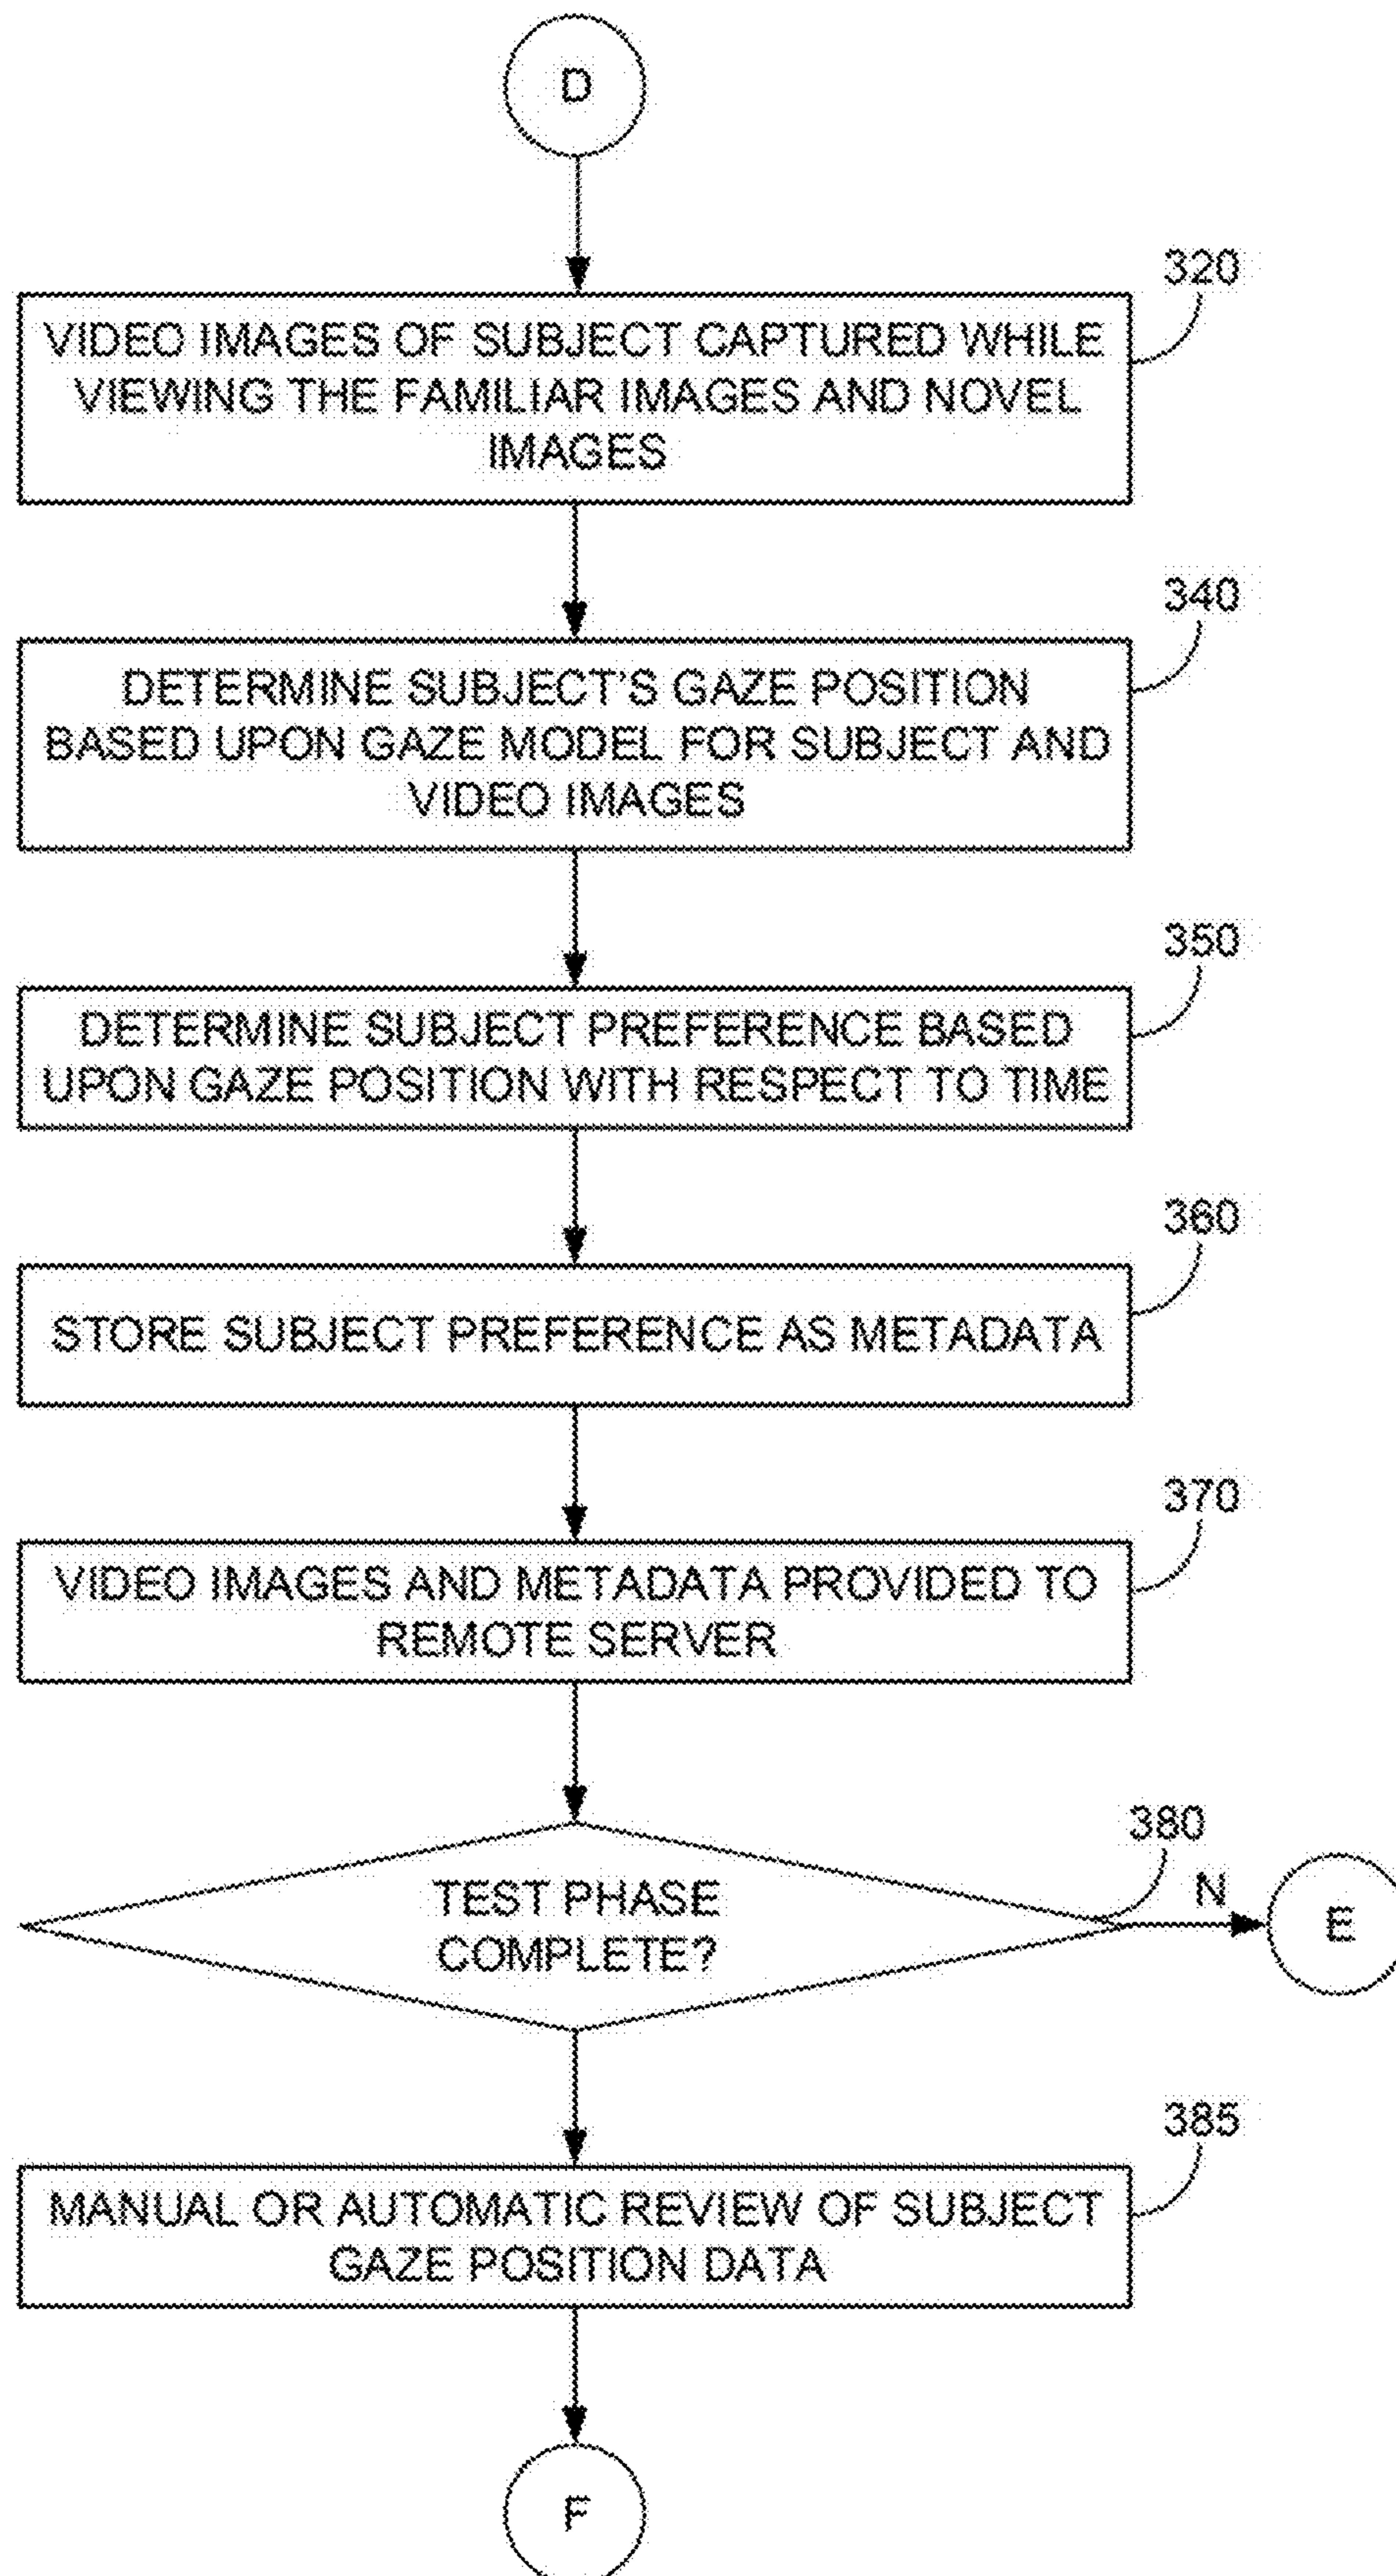 D
320
VIDEO IMAGES OF SUBJECT CAPTURED WHILE
VIEWING THE FAMILIAR IMAGES AND NOVEL
IMAGES
340
DETERMINE SUBJECT'S GAZE POSITION
BASED UPON GAZE MODEL FOR SUBJECT AND
VIDEO IMAGES
350
DETERMINE SUBJECT PREFERENCE BASED
UPON GAZE POSITION WITH RESPECT TO TIME
360
STORE SUBJECT PREFERENCE AS METADATA
370
VIDEO IMAGES AND METADATA PROVIDED TO
REMOTE SERVER
380
TEST PHASE
COMPLETE?
N
E
385
MANUAL OR AUTOMATIC REVIEW OF SUBJECT
GAZE POSITION DATA
F